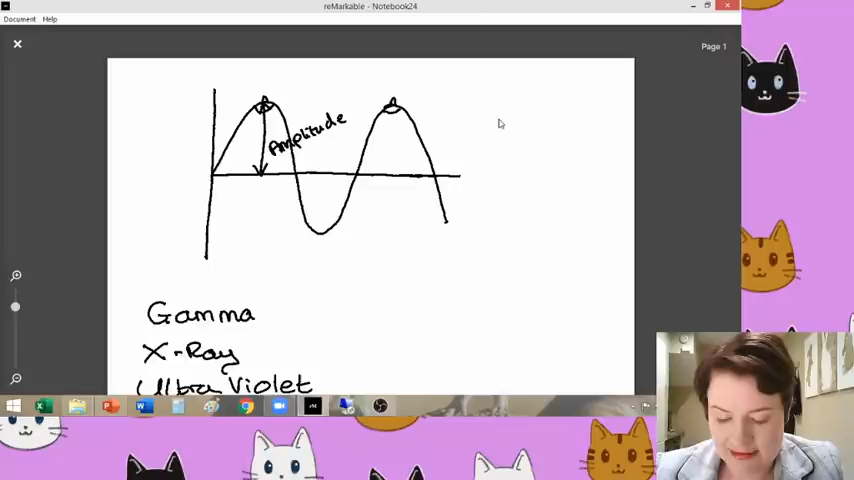 reMarkable - Notebook24
Document Help
Page 1
Amplitude
Gamma
X-Ray
Ultra Violet